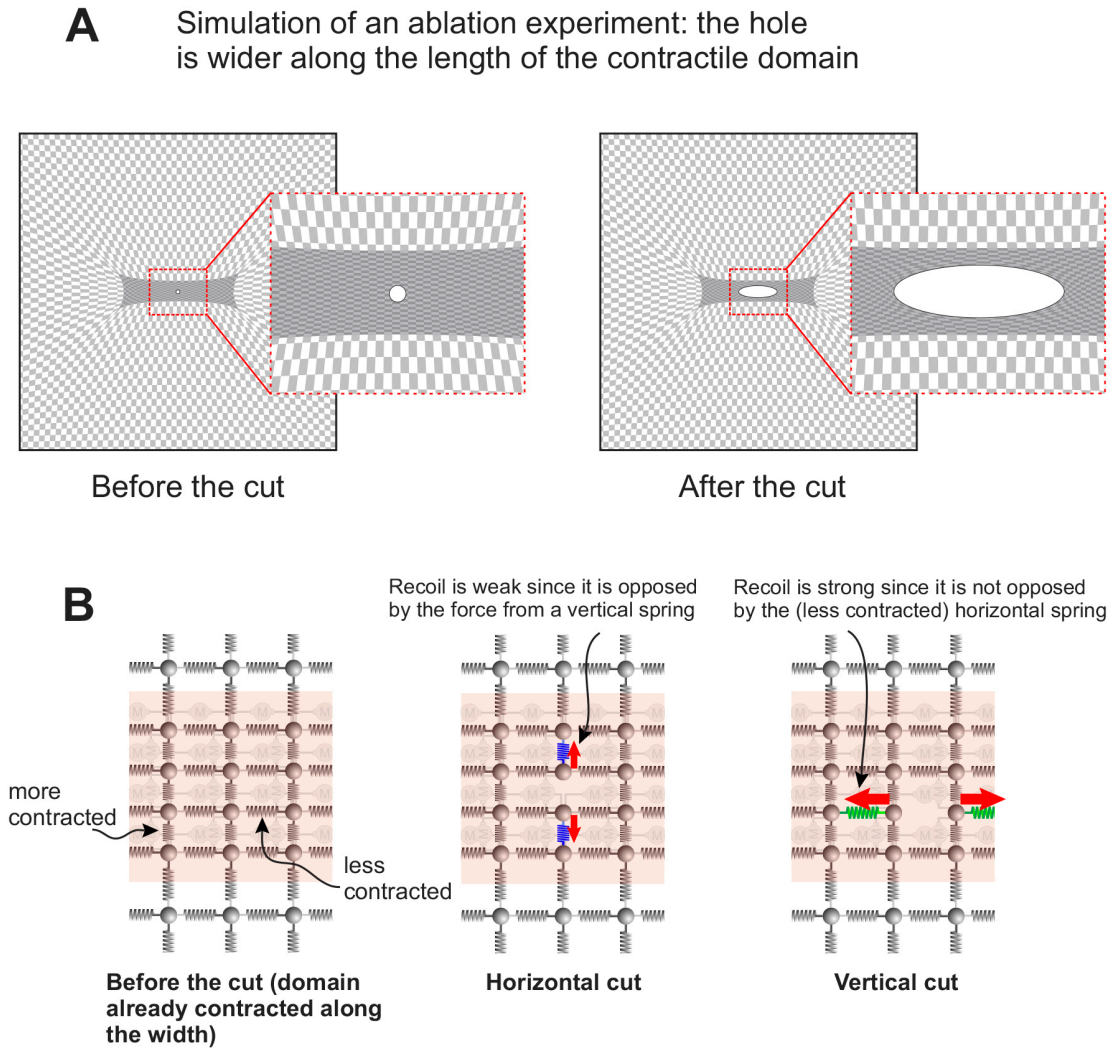 A
Simulation of an ablation experiment: the hole
is wider along the length of the contractile domain
Before the cut
After the cut
B
Recoil is weak since it is opposed
by the force from a vertical spring
Recoil is strong since it is not opposed
by the (less contracted) horizontal spring
more
contracted
less
contracted
Before the cut (domain
already contracted along
the width)
Horizontal cut
Vertical cut